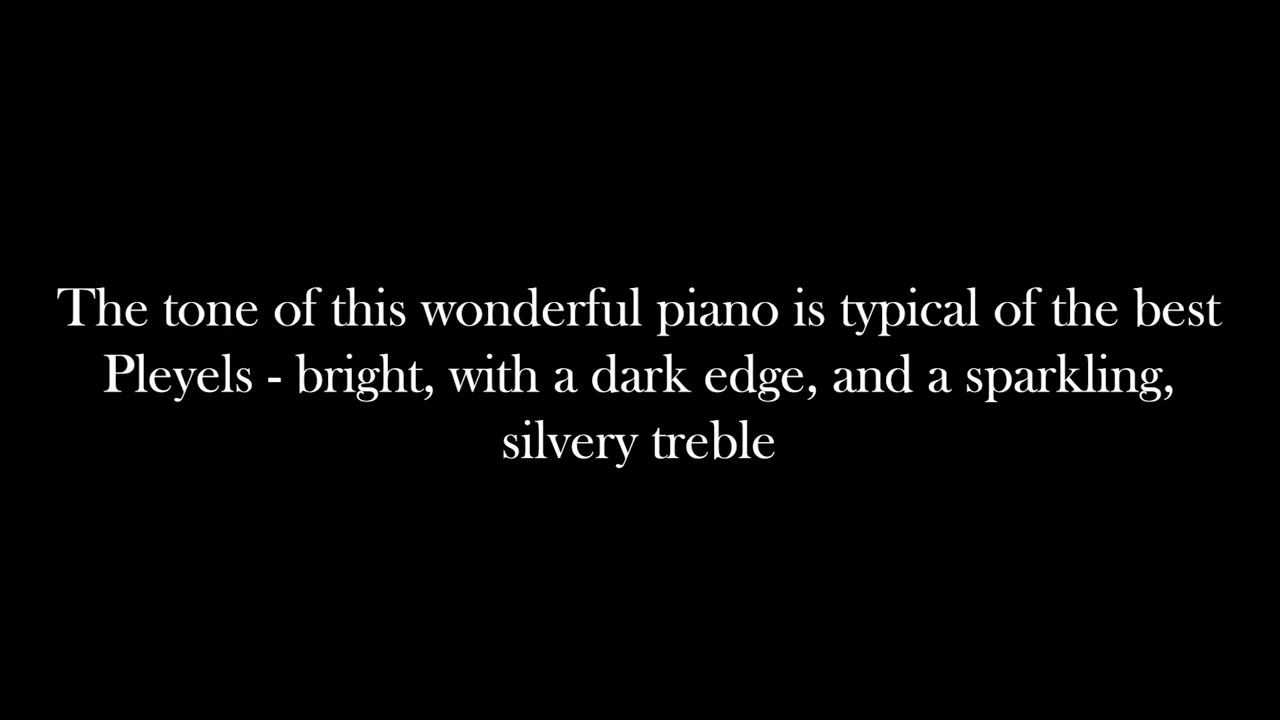 The tone of this wonderful piano is typical of the best
Pleyels - bright, with a dark edge, and a sparkling,
silvery treble